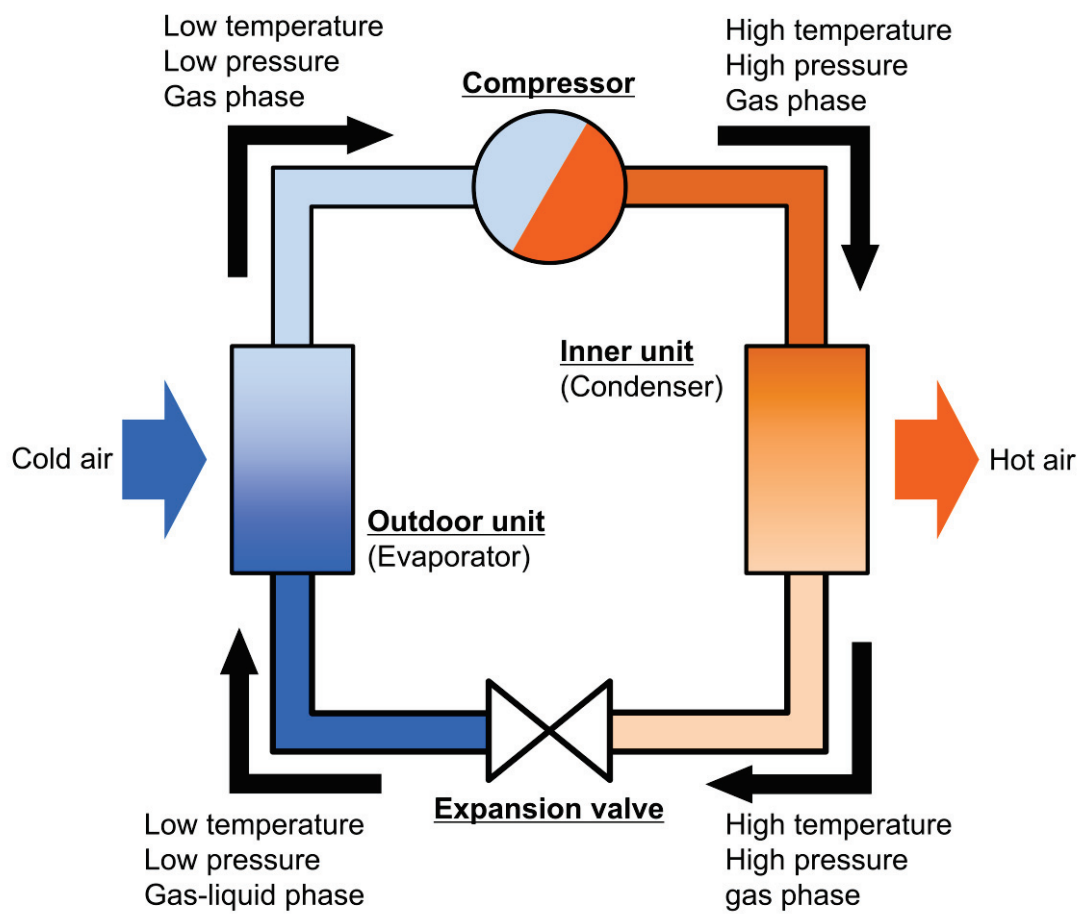 Low temperature
Low pressure
Gas phase
Compressor
High temperature
High pressure
Gas phase
Inner unit
(Condenser)
Cold air
Hot air
Outdoor unit
(Evaporator)
Expansion valve
Low temperature
Low pressure
Gas-liquid phase
High temperature
High pressure
gas phase